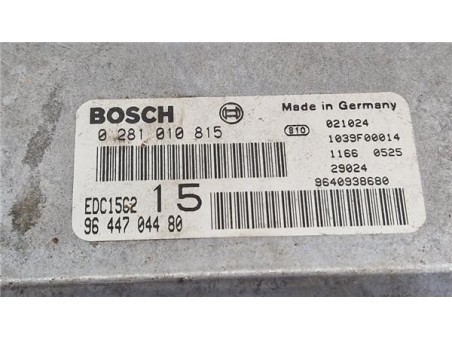 BOSCH
0 281 010 815
EDC15C2 15
96 447 044 80
Made in Germany
810 021024
1039F00014
1166 0525
29024
9640938680